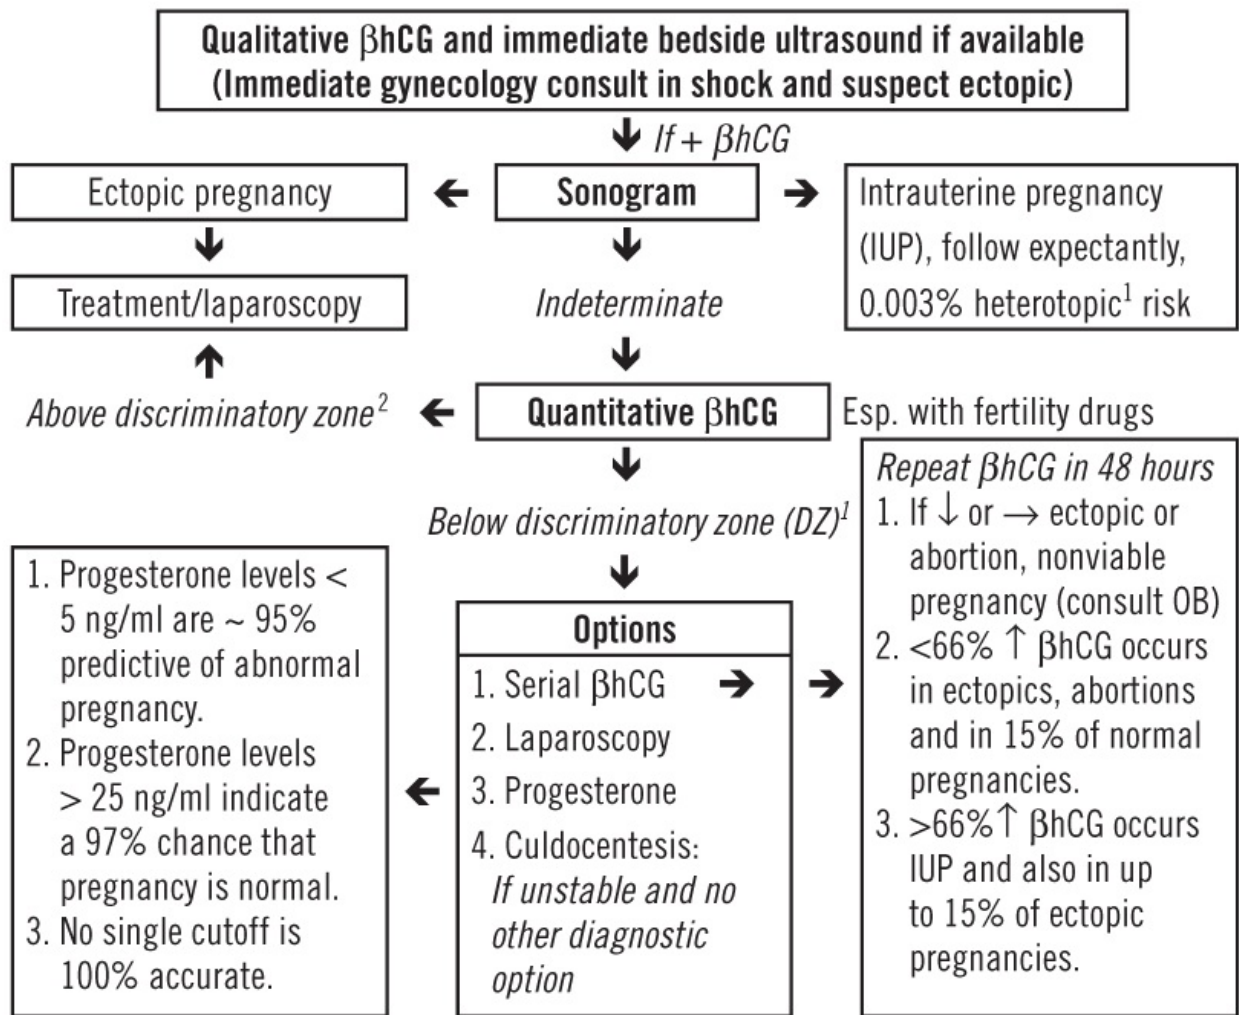 Qualitative βhCG and immediate bedside ultrasound if available
(Immediate gynecology consult in shock and suspect ectopic)
If + βhCG
Ectopic pregnancy
Sonogram
Intrauterine pregnancy
(IUP), follow expectantly,
0.003% heterotopic¹ risk
Treatment/laparoscopy
Indeterminate
Above discriminatory zone²
Quantitative βhCG
Esp. with fertility drugs
Below discriminatory zone (DZ)¹
Repeat βhCG in 48 hours
1. If ↓ or → ectopic or
abortion, nonviable
pregnancy (consult OB)
2. <66% ↑ βhCG occurs
in ectopics, abortions
and in 15% of normal
pregnancies.
3. >66%↑ βhCG occurs
IUP and also in up
to 15% of ectopic
pregnancies.
Options
1. Serial βhCG
2. Laparoscopy
3. Progesterone
4. Culdocentesis:
If unstable and no
other diagnostic
option
1. Progesterone levels <
5 ng/ml are ~ 95%
predictive of abnormal
pregnancy.
2. Progesterone levels
> 25 ng/ml indicate
a 97% chance that
pregnancy is normal.
3. No single cutoff is
100% accurate.